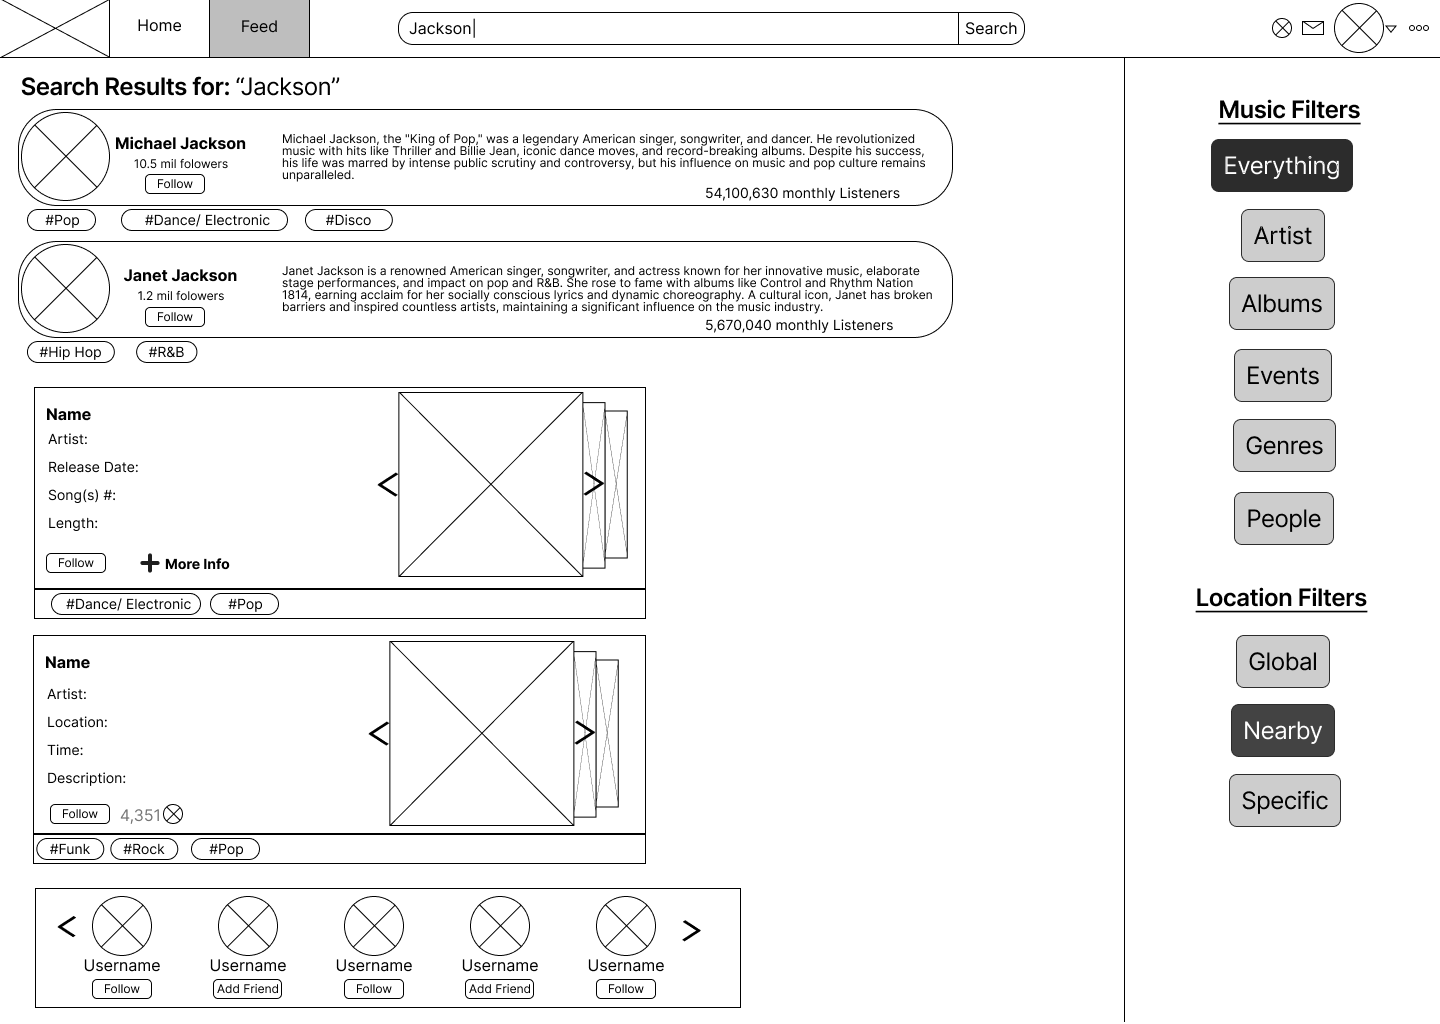 Home
Feed
Jackson
Search
Search Results for: “Jackson”
Michael Jackson
10.5 mil folowers
Follow
Michael Jackson, the "King of Pop," was a legendary American singer, songwriter, and dancer. He revolutionized
music with hits like Thriller and Billie Jean, iconic dance moves, and record-breaking albums. Despite his success,
his life was marred by intense public scrutiny and controversy, but his influence on music and pop culture remains
unparalleled.
54,100,630 monthly Listeners
#Pop
#Dance/ Electronic
#Disco
Janet Jackson
1.2 mil folowers
Follow
Janet Jackson is a renowned American singer, songwriter, and actress known for her innovative music, elaborate
stage performances, and impact on pop and R&B. She rose to fame with albums like Control and Rhythm Nation
1814, earning acclaim for her socially conscious lyrics and dynamic choreography. A cultural icon, Janet has broken
barriers and inspired countless artists, maintaining a significant influence on the music industry.
5,670,040 monthly Listeners
#Hip Hop
#R&B
Name
Artist:
Release Date:
Song(s) #:
Length:
Follow
More Info
#Dance/ Electronic
#Pop
Name
Artist:
Location:
Time:
Description:
Follow
4,351
#Funk
#Rock
#Pop
Username
Username
Username
Username
Username
Follow
Add Friend
Follow
Add Friend
Follow
Music Filters
Everything
Artist
Albums
Events
Genres
People
Location Filters
Global
Nearby
Specific